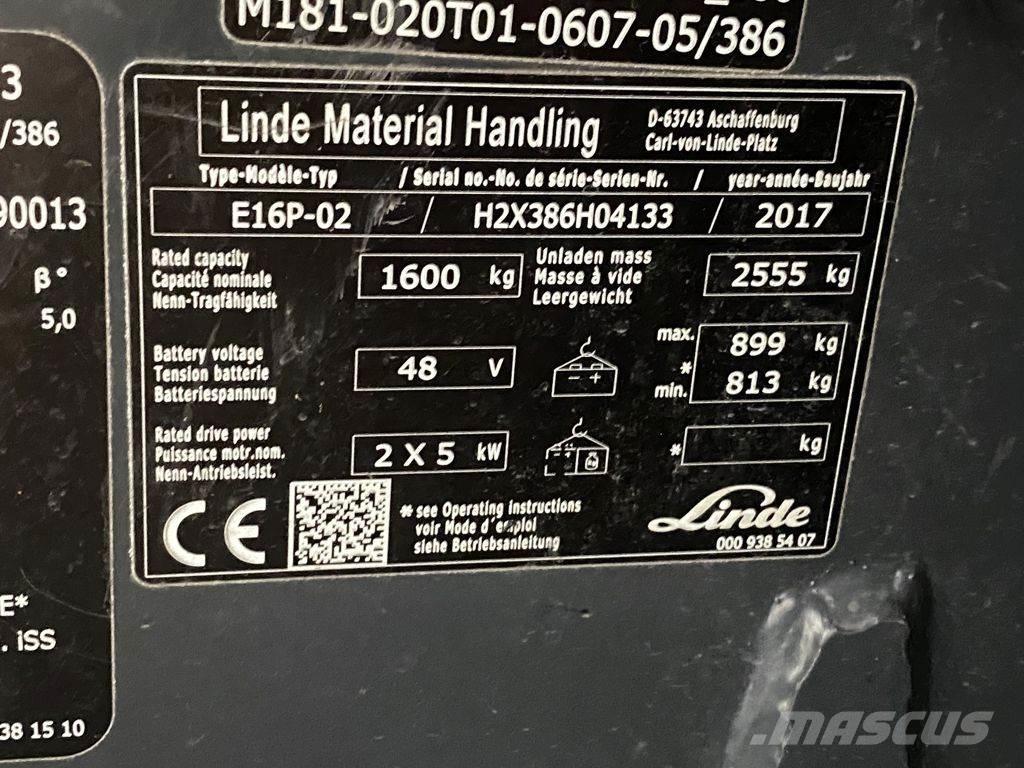 M181-020T01-0607-05/386
3
/386
90013
β°
5,0
E*
. iSS
38 15 10
Linde Material Handling
D-63743 Aschaffenburg
Carl-von-Linde-Platz
Type-Modèle-Typ / Serial no.-No. de série-Serien-Nr. / year-année-Baujahr
E16P-02 / H2X386H04133 / 2017
Rated capacity
Capacité nominale
Nenn-Tragfähigkeit
1600 kg
Unladen mass
Masse à vide
Leergewicht
2555 kg
Battery voltage
Tension batterie
Batteriespannung
48 V
max. 899 kg
*
min. 813 kg
Rated drive power
Puissance motr.nom.
Nenn-Antriebsleist.
2 X 5 kW
kg
* kg
CE
* see Operating instructions
voir Mode d'emploi
siehe Betriebsanleitung
Linde
000 938 54 07
MASCUS